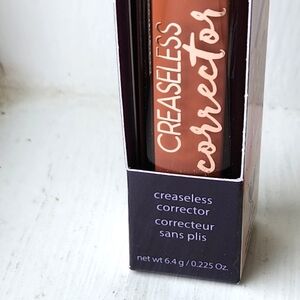 CREASELESS
corrector
creaseless
corrector
correcteur
sans plis
net wt 6.4 g / 0.225 Oz.